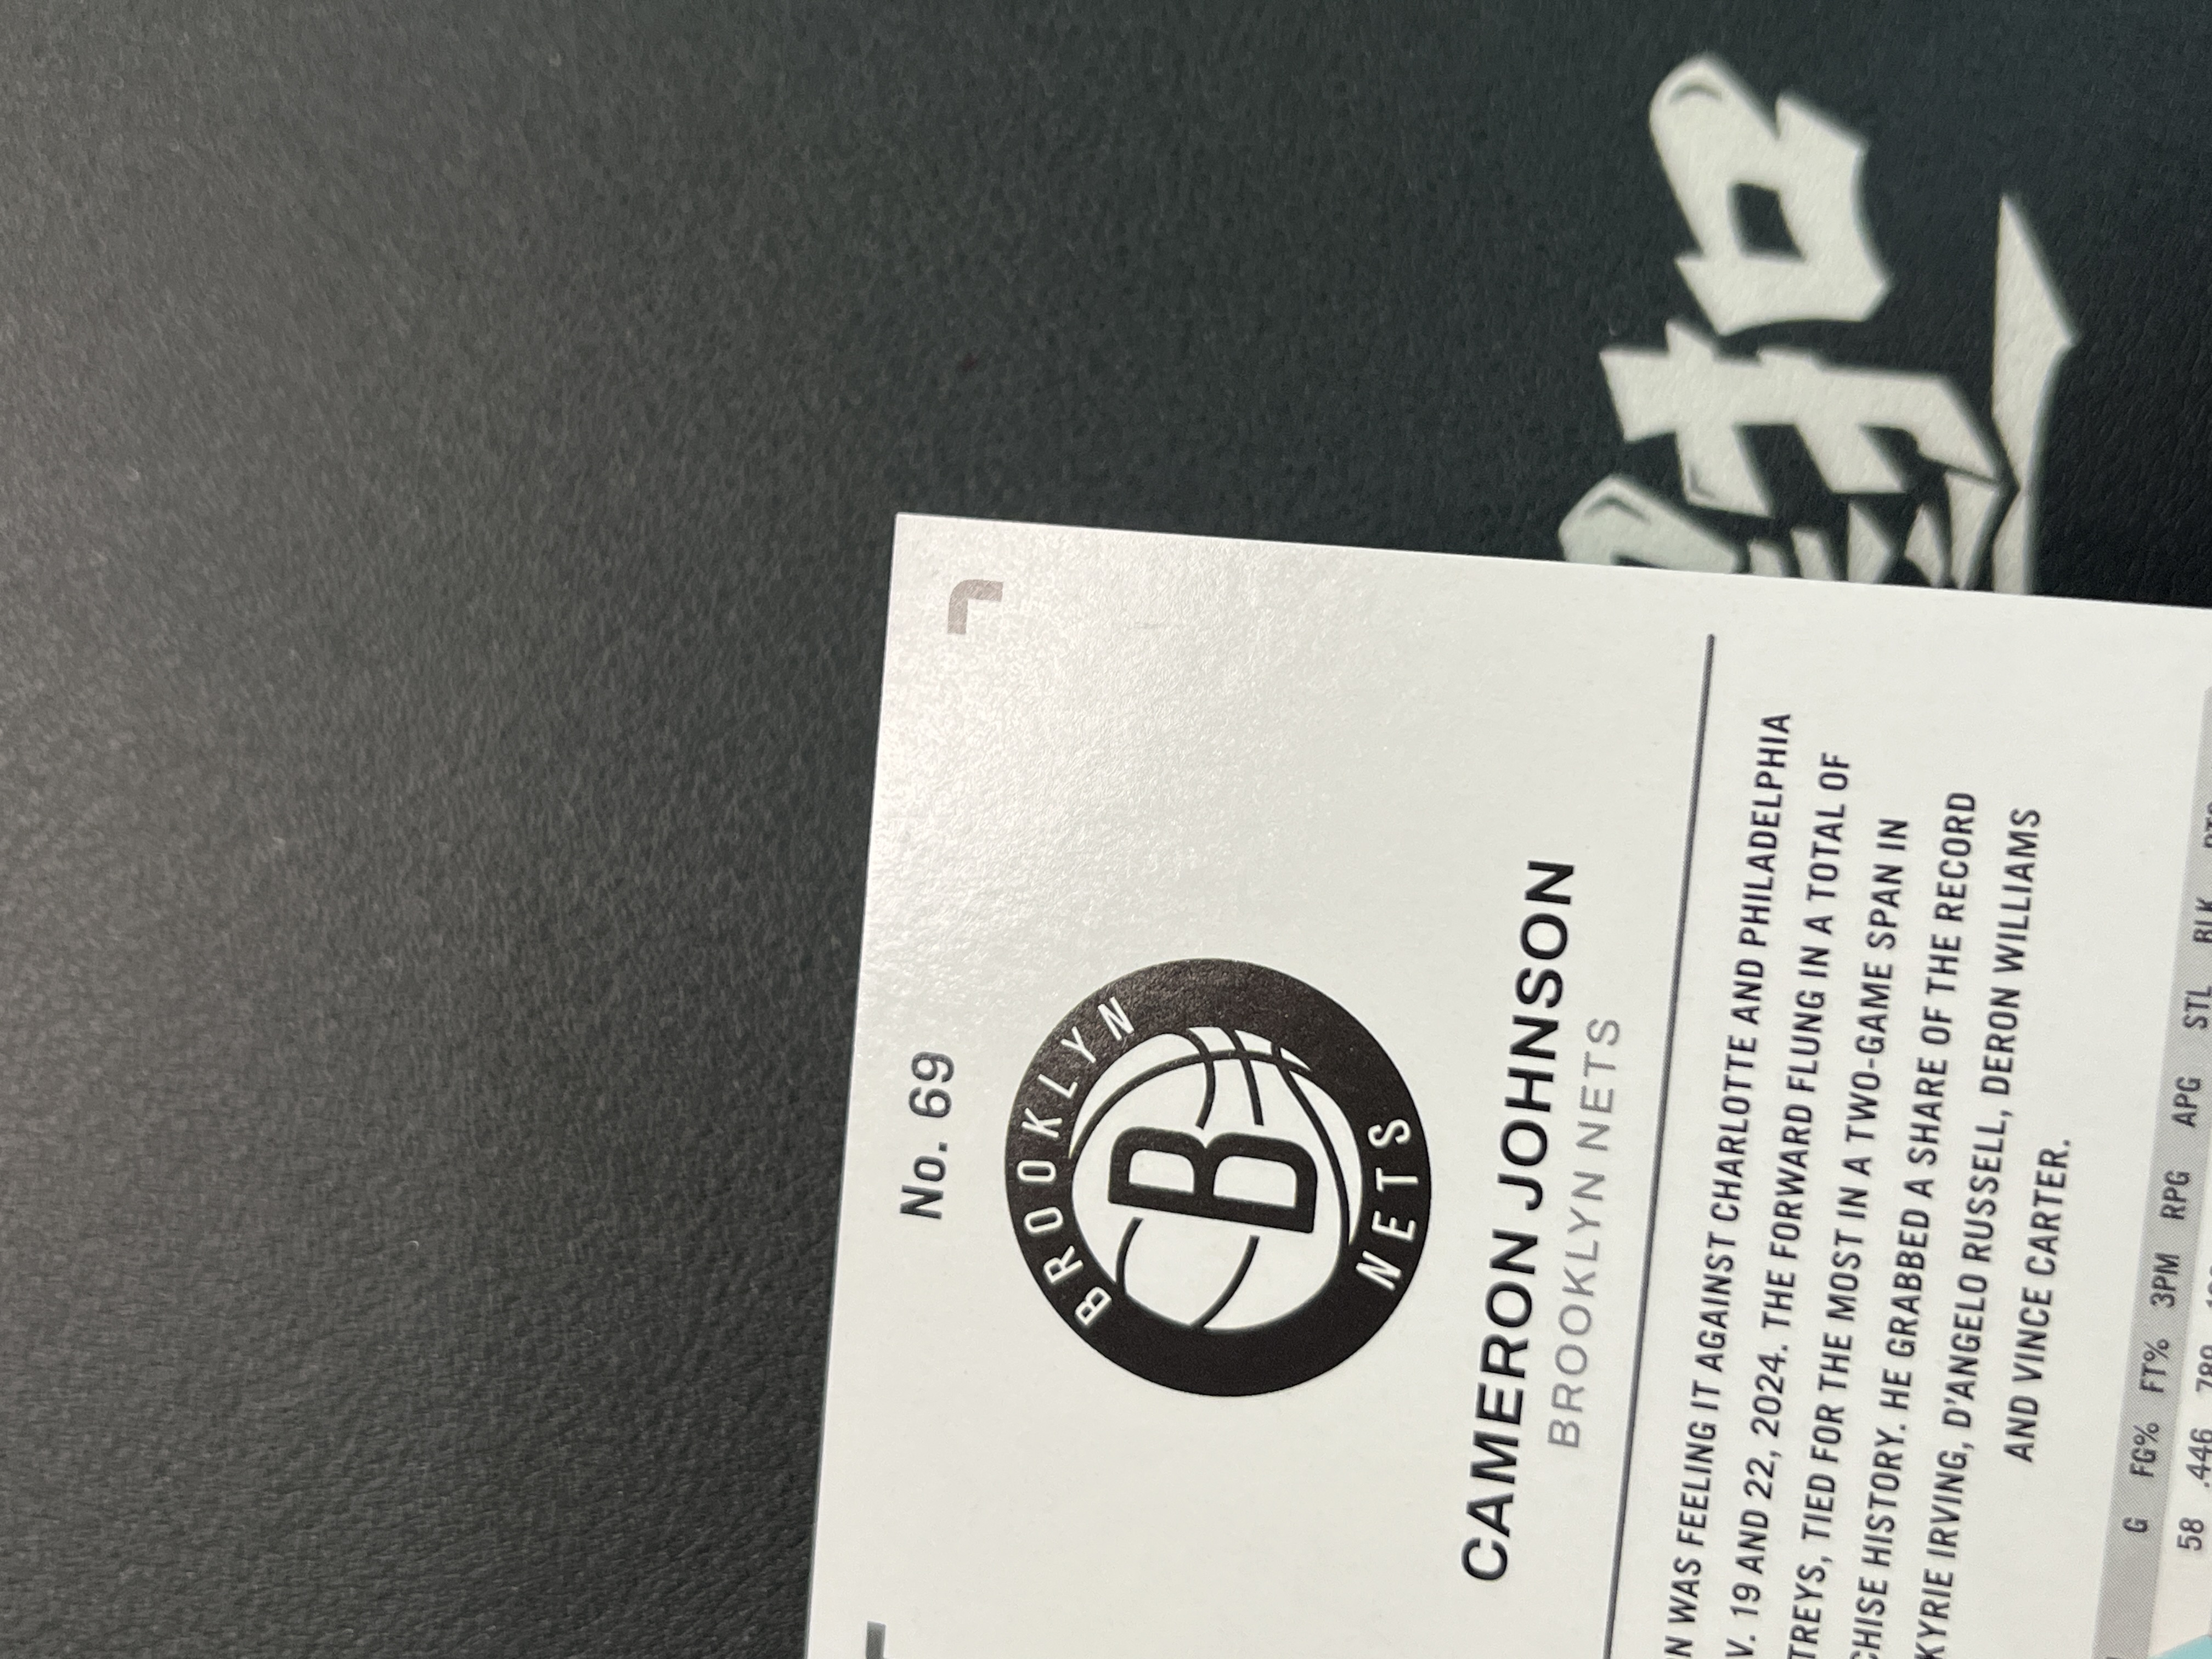 No. 69
BROOKLYN
B
NETS
CAMERON JOHNSON
BROOKLYN NETS
WAS FEELING IT AGAINST CHARLOTTE AND PHILADELPHIA
19 AND 22, 2024. THE FORWARD FLUNG IN A TOTAL OF
TREYS, TIED FOR THE MOST IN A TWO-GAME SPAN IN
HISTORY. HE GRABBED A SHARE OF THE RECORD
KYRIE IRVING, D'ANGELO RUSSELL, DERON WILLIAMS
AND VINCE CARTER.
G FG% FT% 3PM RPG APG STL BLK
58 .446